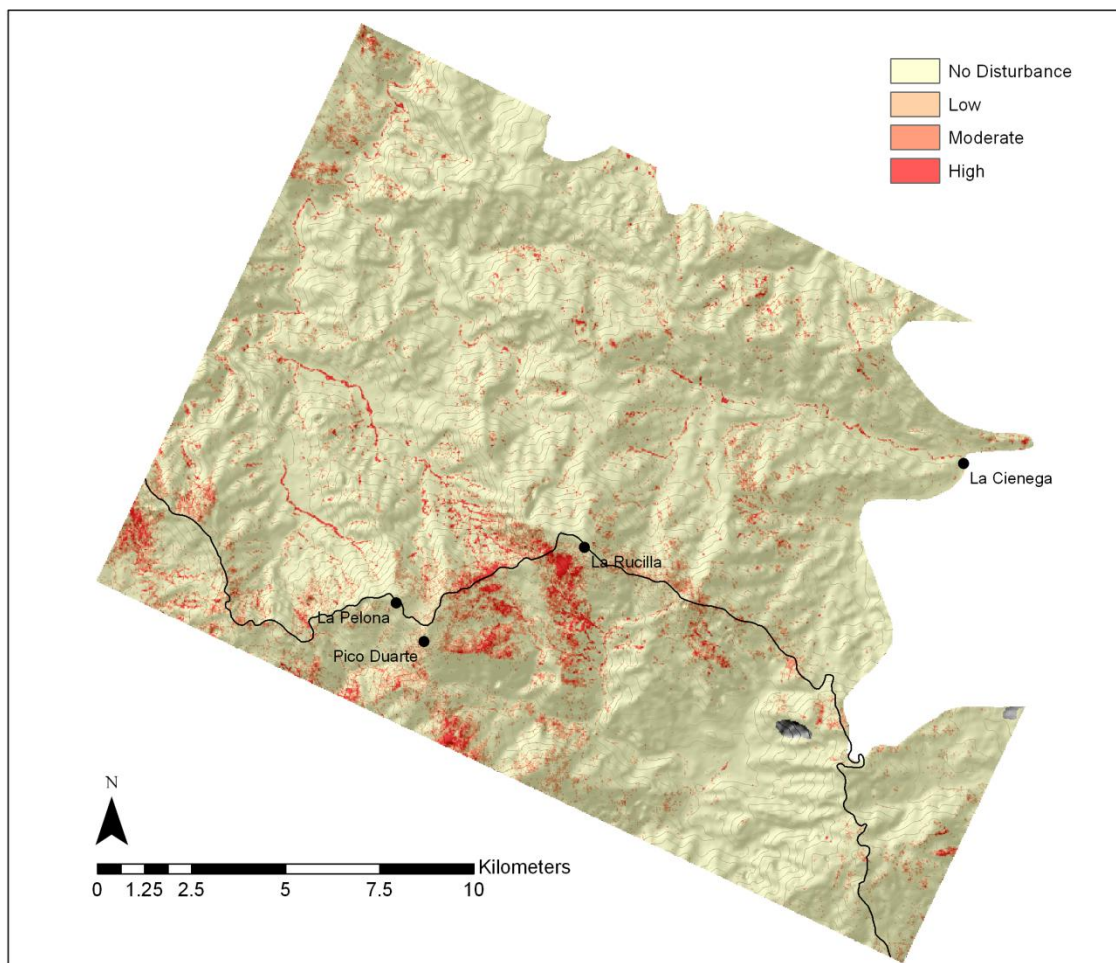 No Disturbance
Low
Moderate
High
La Cienega
La Rucilla
La Pelona
Pico Duarte
N
Kilometers
0 1.25 2.5 5 7.5 10